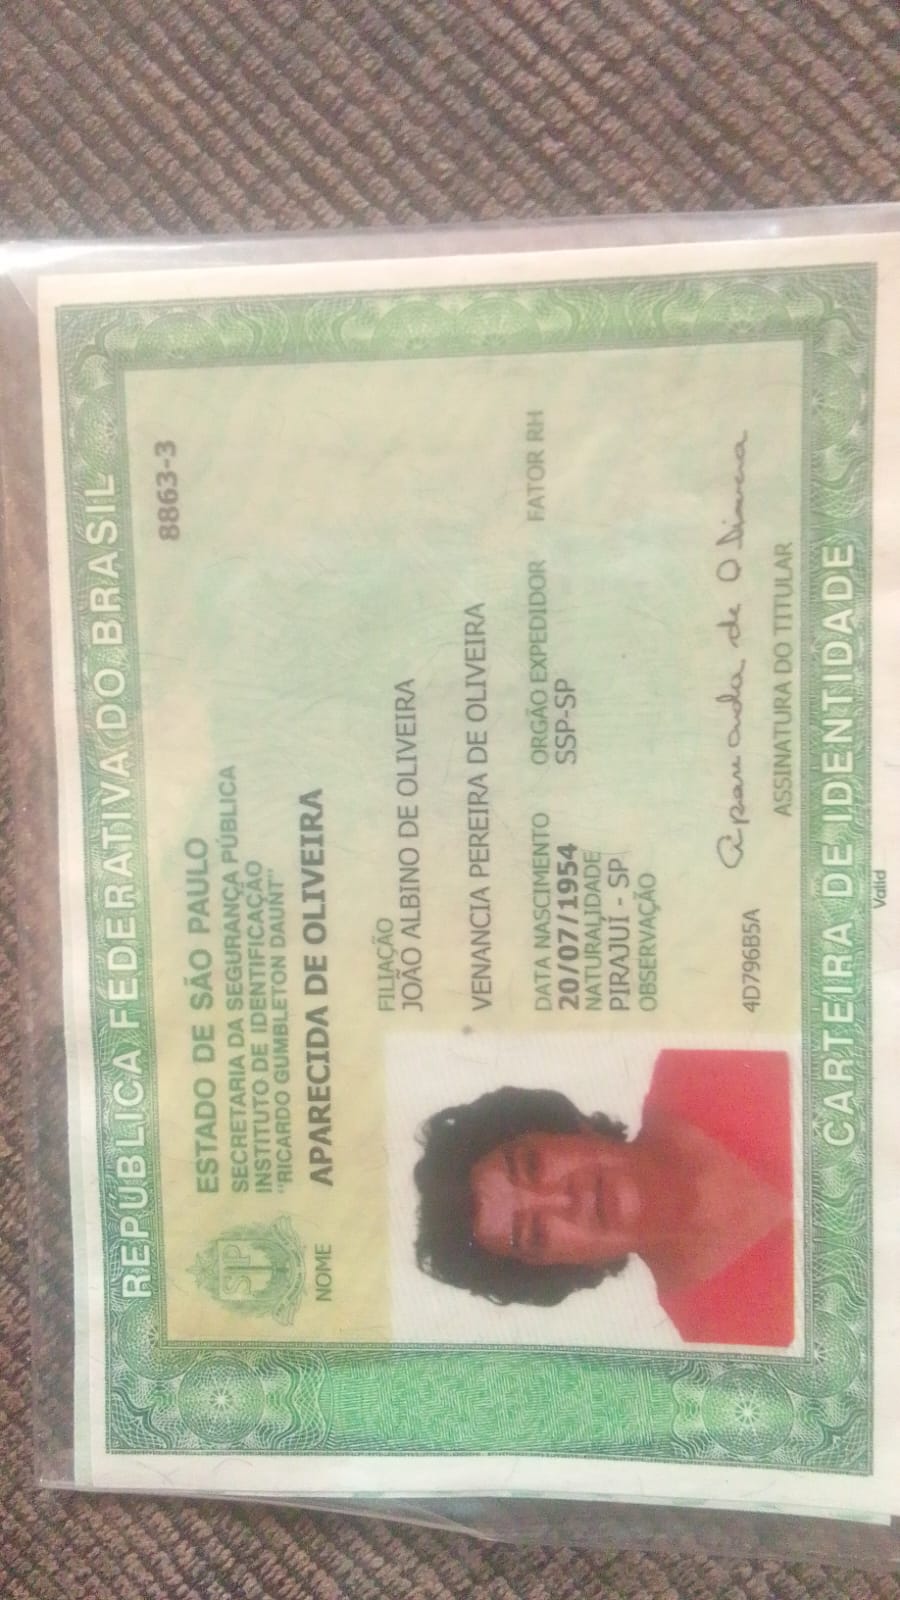 REPÚBLICA FEDERATIVA DO BRASIL
8863-3
ESTADO DE SÃO PAULO
SECRETARIA DA SEGURANÇA PÚBLICA
INSTITUTO DE IDENTIFICAÇÃO
"RICARDO GUMBLETON DAUNT"
NOME APARECIDA DE OLIVEIRA
FILIAÇÃO
JOÃO ALBINO DE OLIVEIRA
VENANCIA PEREIRA DE OLIVEIRA
DATA NASCIMENTO ORGÃO EXPEDIDOR FATOR RH
20/07/1954 SSP-SP
NATURALIDADE
PIRAJUÍ - SP
OBSERVAÇÃO
Aparecida de Oliveira
4D796B5A
ASSINATURA DO TITULAR
CARTEIRA DE IDENTIDADE
Valid